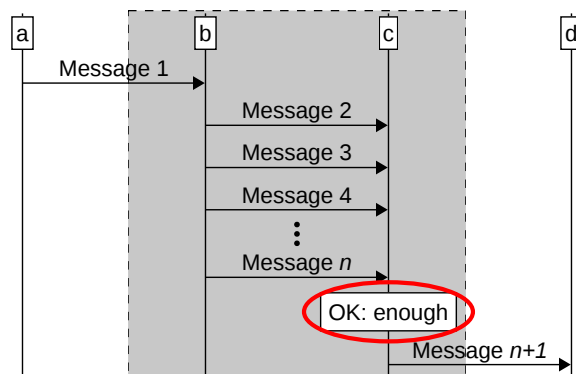 a b c d
Message 1
Message 2
Message 3
Message 4
Message n
OK: enough
Message n+1